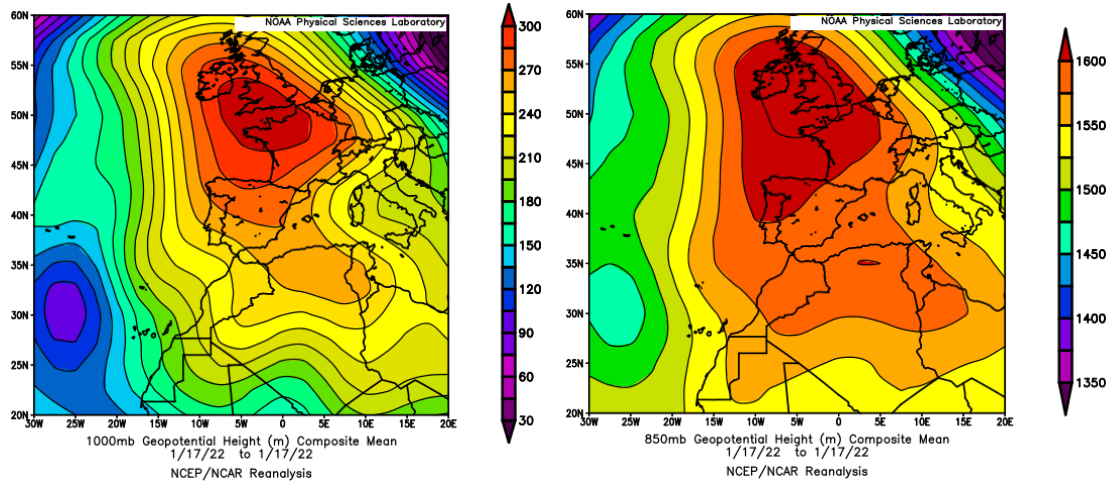 NOAA Physical Sciences Laboratory
60N
55N
50N
45N
40N
35N
30N
25N
20N
30W 25W 20W 15W 10W 5W 0 5E 10E 15E 20E
300
270
240
210
180
150
120
90
60
30
1000mb Geopotential Height (m) Composite Mean
1/17/22 to 1/17/22
NCEP/NCAR Reanalysis
NOAA Physical Sciences Laboratory
60N
55N
50N
45N
40N
35N
30N
25N
20N
30W 25W 20W 15W 10W 5W 0 5E 10E 15E 20E
1600
1550
1500
1450
1400
1350
850mb Geopotential Height (m) Composite Mean
1/17/22 to 1/17/22
NCEP/NCAR Reanalysis